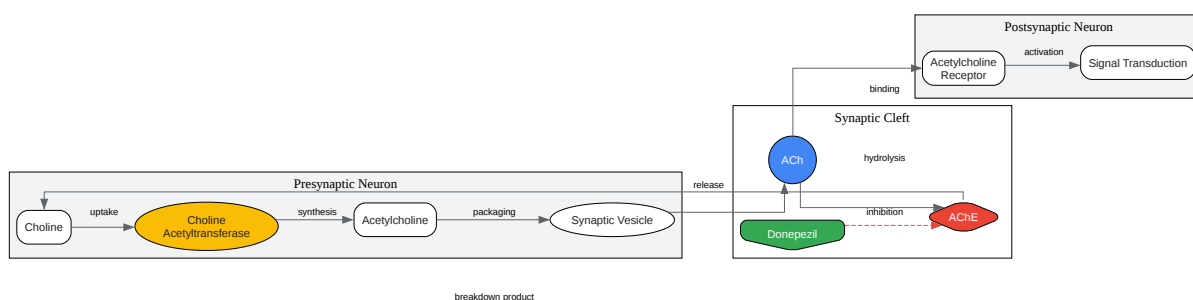 Postsynaptic Neuron
Acetylcholine
Receptor
activation
Signal Transduction
binding
Synaptic Cleft
ACh
hydrolysis
Presynaptic Neuron
release
Choline
uptake
Choline
Acetyltransferase
synthesis
Acetylcholine
packaging
Synaptic Vesicle
inhibition
AChE
Donepezil
breakdown product